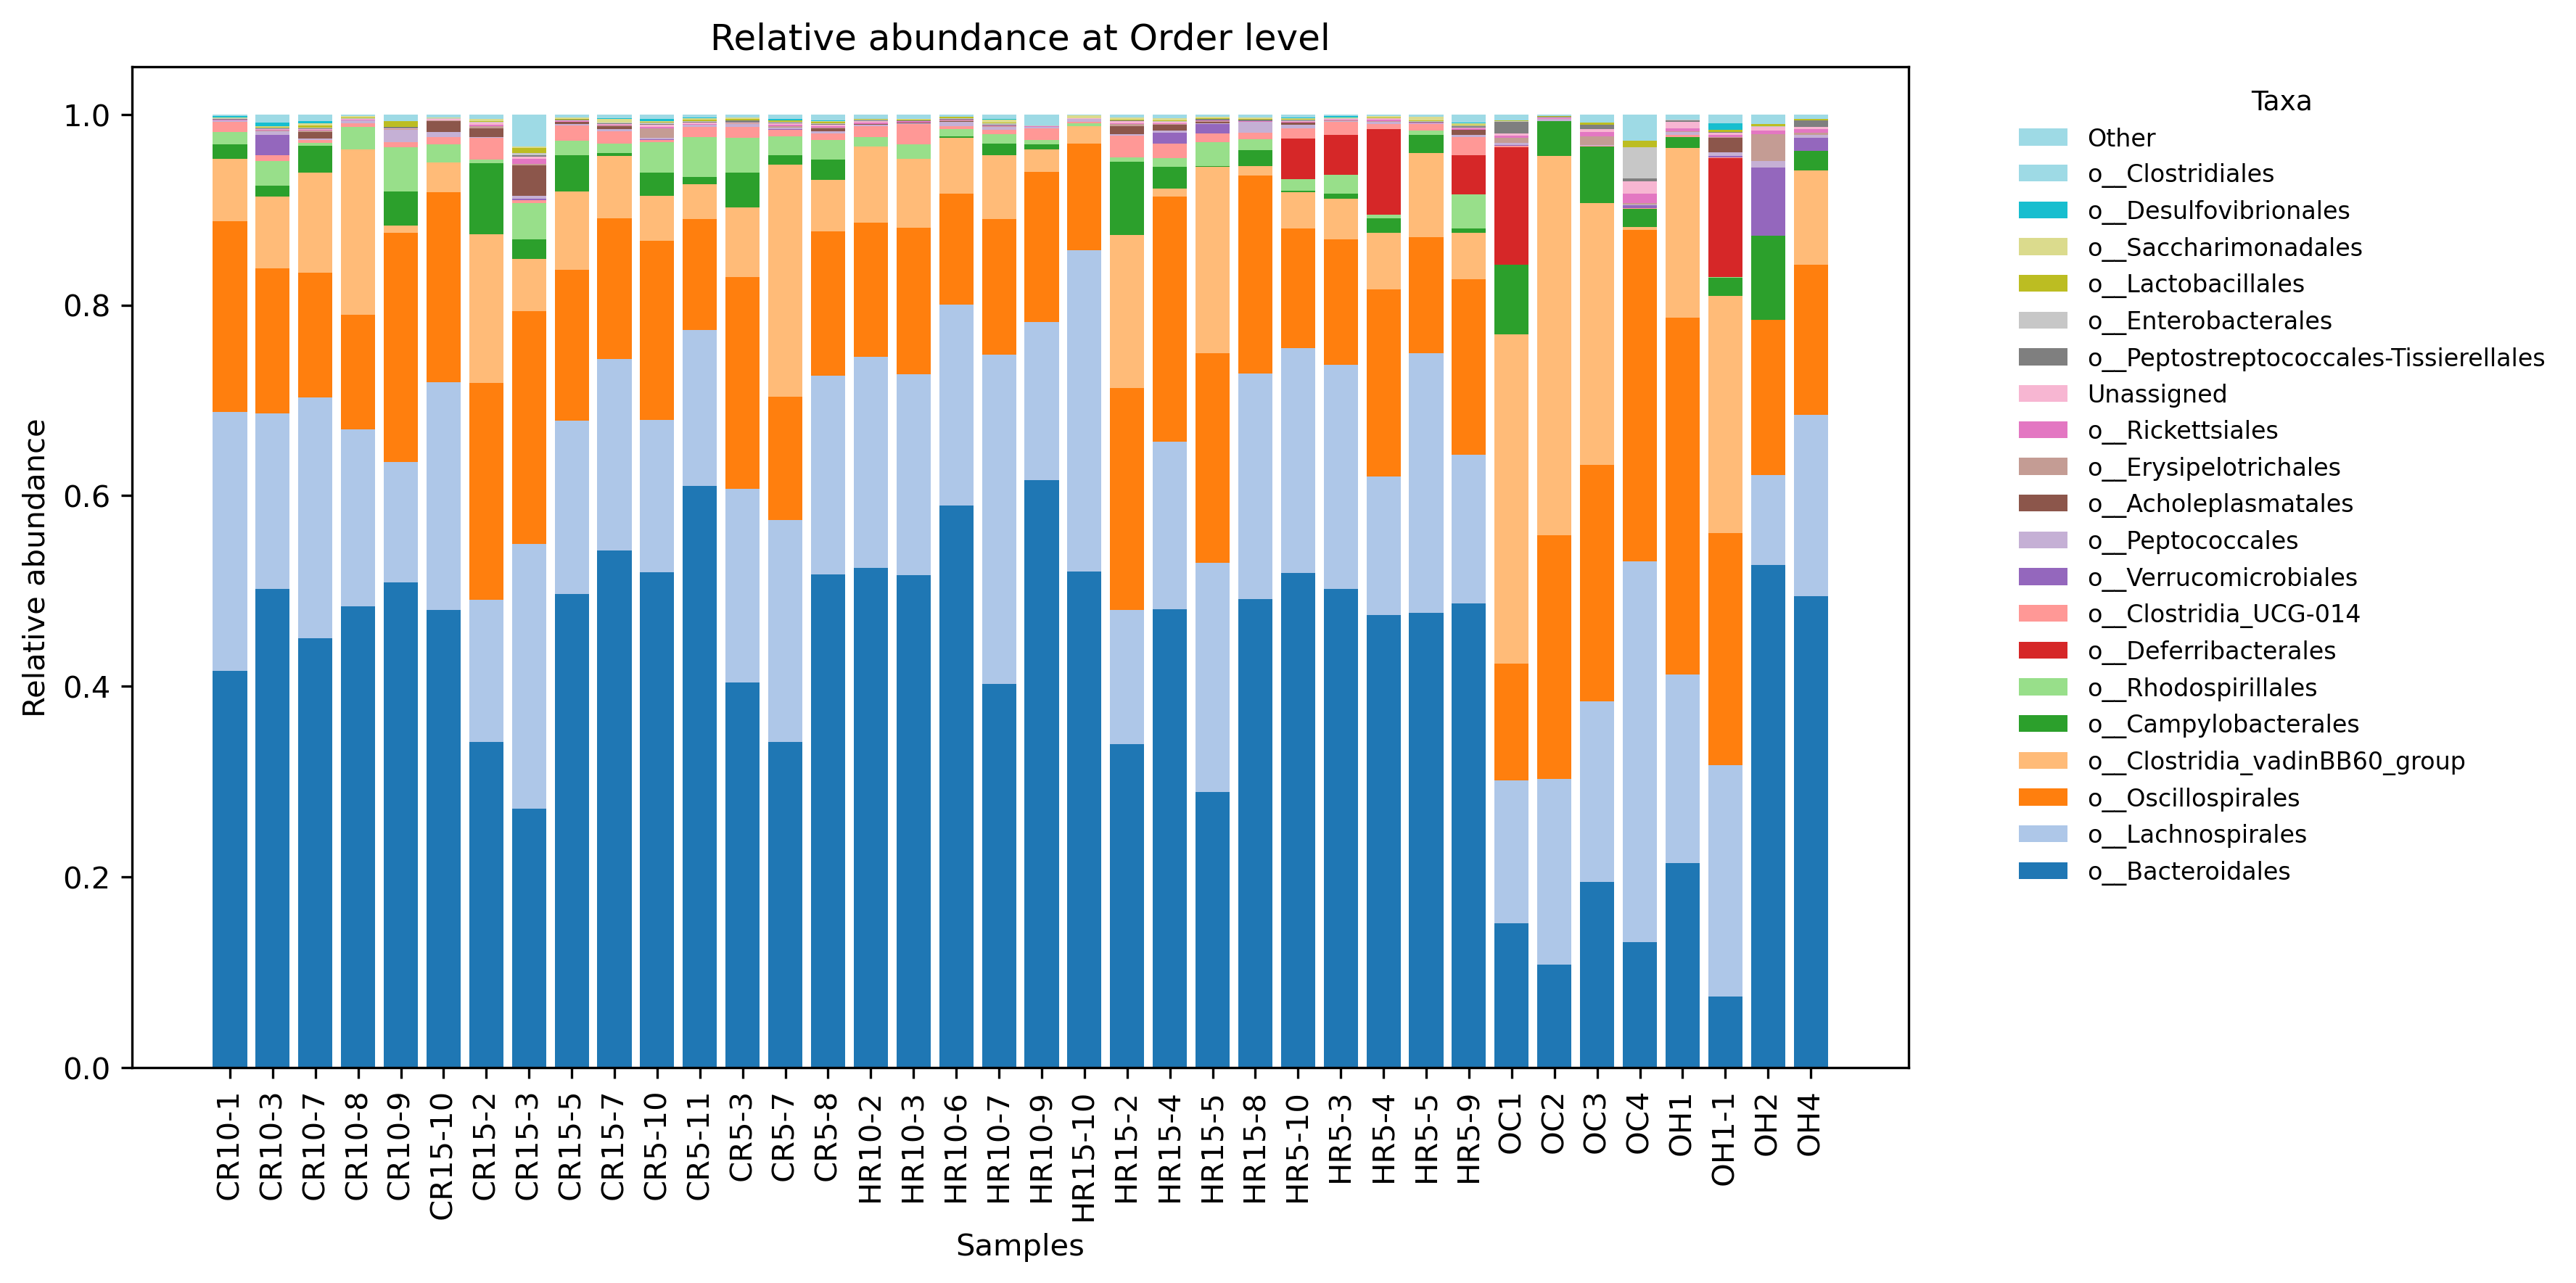 Relative abundance at Order level
Relative abundance
1.0
0.8
0.6
0.4
0.2
0.0
CR10-1
CR10-3
CR10-7
CR10-8
CR10-9
CR15-10
CR15-2
CR15-3
CR15-5
CR15-7
CR5-10
CR5-11
CR5-3
CR5-7
CR5-8
HR10-2
HR10-3
HR10-6
HR10-7
HR10-9
HR15-10
HR15-2
HR15-4
HR15-5
HR15-8
HR5-10
HR5-3
HR5-4
HR5-5
HR5-9
OC1
OC2
OC3
OC4
OH1
OH1-1
OH2
OH4
Samples
Taxa
Other
o__Clostridiales
o__Desulfovibrionales
o__Saccharimonadales
o__Lactobacillales
o__Enterobacterales
o__Peptostreptococcales-Tissierellales
Unassigned
o__Rickettsiales
o__Erysipelotrichales
o__Acholeplasmatales
o__Peptococcales
o__Verrucomicrobiales
o__Clostridia_UCG-014
o__Deferribacterales
o__Rhodospirillales
o__Campylobacterales
o__Clostridia_vadinBB60_group
o__Oscillospirales
o__Lachnospirales
o__Bacteroidales